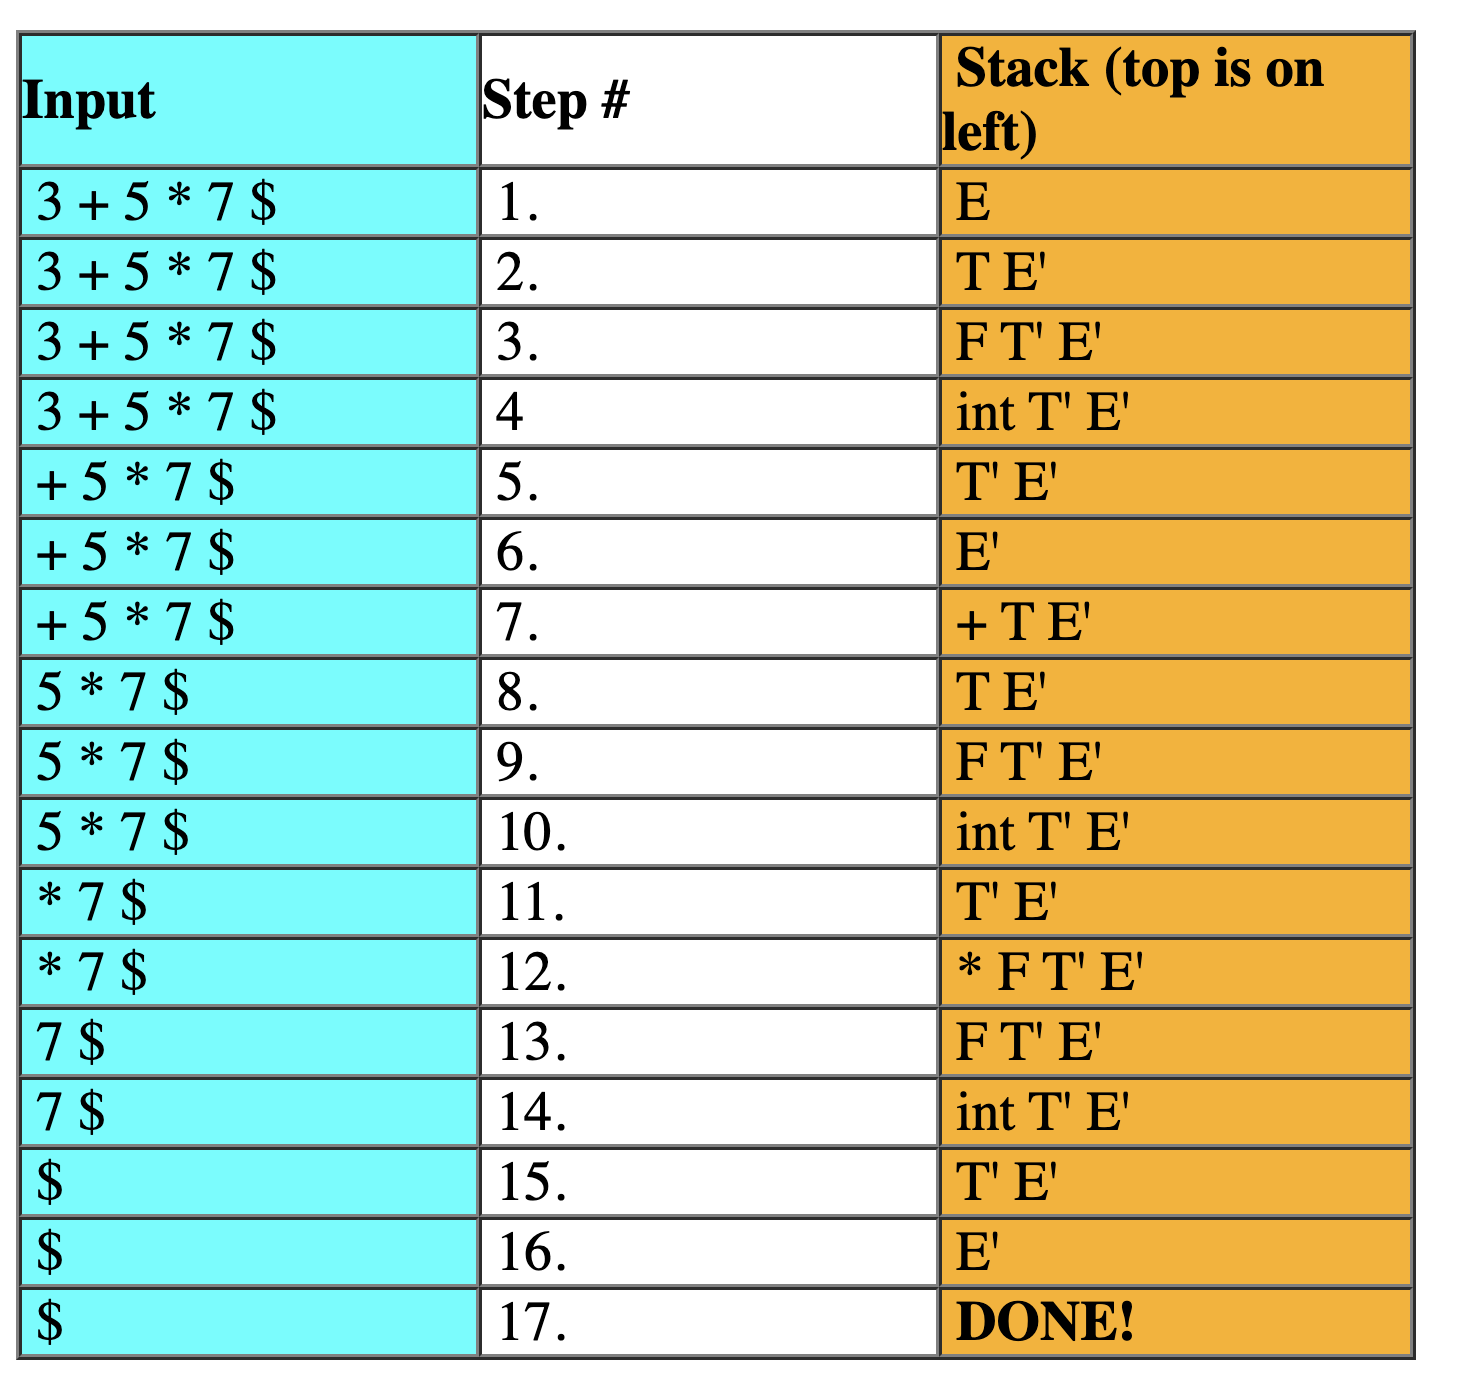 Input Step # Stack (top is on
left)
3 + 5 * 7 $ 1. E
3 + 5 * 7 $ 2. T E'
3 + 5 * 7 $ 3. F T' E'
3 + 5 * 7 $ 4 int T' E'
+ 5 * 7 $ 5. T' E'
+ 5 * 7 $ 6. E'
+ 5 * 7 $ 7. + T E'
5 * 7 $ 8. T E'
5 * 7 $ 9. F T' E'
5 * 7 $ 10. int T' E'
* 7 $ 11. T' E'
* 7 $ 12. * F T' E'
7 $ 13. F T' E'
7 $ 14. int T' E'
$ 15. T' E'
$ 16. E'
$ 17. DONE!